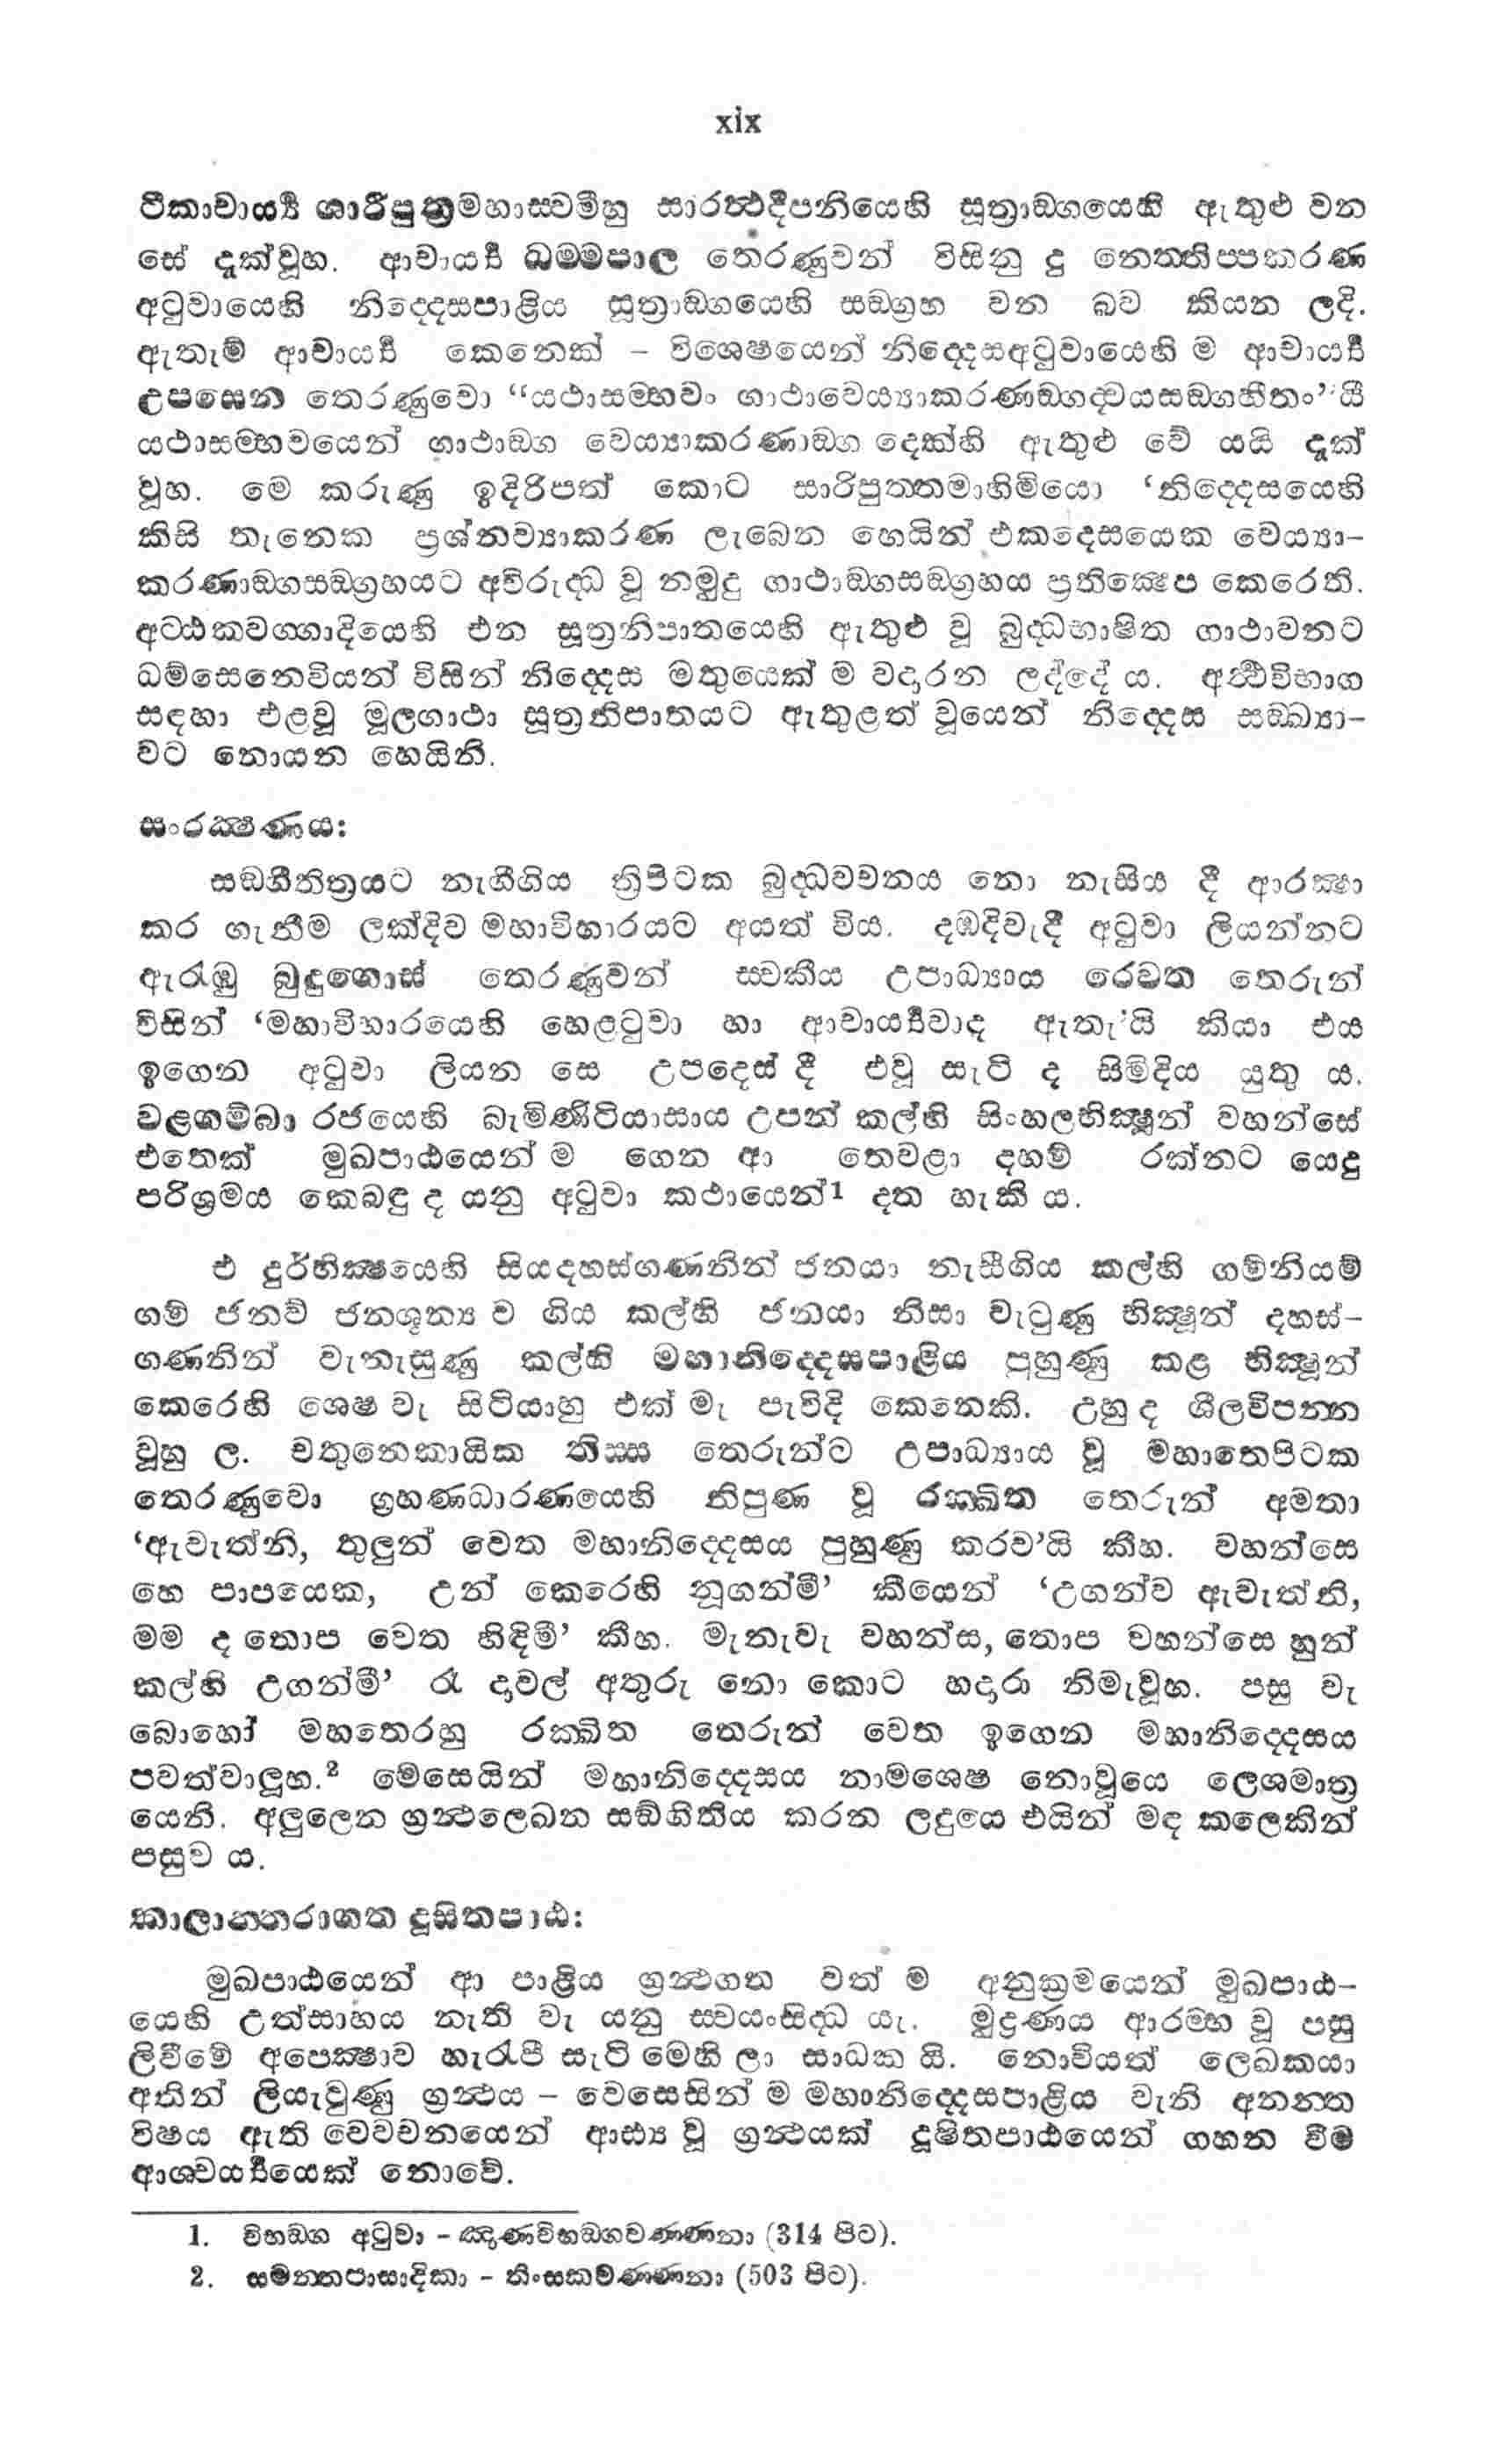 xix
ටීකාචාර්‍ය්‍ය ශාරීපුත්‍රමහාස්වමීහු සාරත්‍ථදීපනියෙහි සූත්‍රාඞ්ගයෙහි ඇතුළු වන
සේ දැක්වූහ. ආචාර්‍ය්‍ය ධම්මපාල තෙරණුවන් විසිනු දු නෙත්තිප්පකරණ
අටුවායෙහි නිද්දෙසපාළිය සූත්‍රාඞ්ගයෙහි සඞ්ග්‍රහ වන බව කියන ලදි.
ඇතැම් ආචාර්‍ය්‍ය කෙනෙක් – විශෙෂයෙන් නිද්දෙසඅටුවායෙහි ම ආචාර්‍ය්‍ය
උපසෙන තෙරණුවො “යථාසම්භවං ගාථාවෙය්‍යාකරණඞ්ගද්වයසඞ්ගහිතං”යී
යථාසම්භවයෙන් ගාථාඞ්ග වෙය්‍යාකරණාඞ්ග දෙක්හි ඇතුළු වේ යයි දැක්
වූහ. මෙ කරුණු ඉදිරිපත් කොට සාරිපුත්තමාහිමියො ‘නිද්දෙසයෙහි
කිසි තැනෙක ප්‍රශ්නව්‍යාකරණ ලැබෙන හෙයින් එකදෙසයෙක වෙය්‍යා–
කරණාඞ්ගසඞ්ග්‍රහයට අවිරුද්ධ වූ නමුදු ගාථාඞ්ගසඞ්ග්‍රහය ප්‍රතික්‍ෂෙප කෙරෙති.
අට්ඨකවග්ගාදියෙහි එන සූත්‍රනිපාතයෙහි ඇතුළු වූ බුද්ධභාෂිත ගාථාවනට
ධම්සෙනෙවියන් විසින් නිද්දෙස මතුයෙක් ම වදාරන ලද්දේ ය. අර්‍ත්‍ථවිභාග
සඳහා එළවූ මූලගාථා සූත්‍රනිපාතයට ඇතුළත් වූයෙන් නිද්දෙස සඞ්ඛ්‍යා–
වට නොයන හෙයිනි.
සංරක්‍ෂණය:
සඞ්ගීතිත්‍රයට නැගීගිය ත්‍රිපිටක බුද්ධවචනය නො නැසිය දී ආරක්‍ෂා
කර ගැනීම ලක්දිව මහාවිහාරයට අයත් විය. දඹදිවැදී අටුවා ලියන්නට
ඇරැඹු බුදුගොස් තෙරණුවන් ස්වකීය උපාධ්‍යාය රෙවත තෙරුන්
විසින් ‘මහාවිහාරයෙහි හෙළටුවා හා ආචාර්‍ය්‍යවාද ඇතැ’යි කියා එය
ඉගෙන අටුවා ලියන සෙ උපදෙස් දී එවූ සැටි ද සිම්දිය යුතු ය.
වළගම්බා රජයෙහි බැමිණිටියාසාය උපන් කල්හි සිංහලභික්‍ෂූන් වහන්සේ
එතෙක් මුඛපාඨයෙන් ම ගෙන ආ තෙවළා දහම් රක්නට යෙදු
පරිශ්‍රමය කෙබඳු ද යනු අටුවා කථායෙන්¹ දත හැකි ය.
එ දුර්භික්‍ෂයෙහි සියදහස්ගණනින් ජනයා නැසීගිය කල්හි ගම්නියම්
ගම් ජනව් ජනශූන්‍ය ව ගිය කල්හි ජනයා නිසා වැටුණු භික්‍ෂූන් දහස්–
ගණනින් වැනැසුණු කල්හි මහානිද්දෙසපාළිය පුහුණු කළ භික්‍ෂූන්
කෙරෙහි ශෙෂ වැ සිටියාහු එක් මැ පැවිදි කෙනෙකි. උහු ද ශීලවිපන්න
වූහු ල. චතුනෙකායික තිස්ස තෙරුන්ට උපාධ්‍යාය වූ මහාතෙපිටක
තෙරණුවො ග්‍රහණධාරණයෙහි නිපුණ වූ රක්ඛිත තෙරුන් අමතා
‘ඇවැත්නි, තුලුන් වෙත මහානිද්දෙසය පුහුණු කරව’යි කීහ. වහන්සෙ
හෙ පාපයෙක, උන් කෙරෙහි නූගන්මී’ කීයෙන් ‘උගන්ව ඇවැත්නි,
මම ද තොප වෙත හිඳිමී’ කීහ. මැනැවැ වහන්ස, තොප වහන්සෙ හුන්
කල්හි උගන්මී’ රෑ දාවල් අතුරු නො කොට හදාරා නිමැවූහ. පසු වැ
බොහෝ මහතෙරහු රක්ඛිත තෙරුන් වෙත ඉගෙන මහානිද්දෙසය
පවත්වාලූහ.² මෙසෙයින් මහානිද්දෙසය නාමශෙෂ නොවූයෙ ලෙශමාත්‍ර
යෙනි. අලුලෙන ග්‍රන්‍ථලෙඛන සඞ්ගීතිය කරන ලදුයෙ එයින් මඳ කලෙකින්
පසුව ය.
කාලාන්තරාගත දූසිතපාඨ:
මුඛපාඨයෙන් ආ පාළිය ග්‍රන්‍ථගත වත් ම අනුක්‍රමයෙන් මුඛපාඨ–
යෙහි උත්සාහය නැති වැ යනු ස්වයංසිද්ධ යැ. මුද්‍රණය ආරම්භ වූ පසු
ලිවීමේ අපෙක්‍ෂාව හැරැපී සැටි මෙහි ලා සාධක යි. නොවියත් ලෙඛකයා
අතින් ලියැවුණු ග්‍රන්‍ථය – වෙසෙසින් ම මහානිද්දෙසපාළිය වැනි අනන්ත
විෂය ඇති වෙවචනයෙන් ආඪ්‍ය වූ ග්‍රන්‍ථයක් දූෂිතපාඨයෙන් ගහන වීම
ආශ්චර්‍ය්‍යයෙක් නොවේ.
1. විභඞ්ග අටුවා – ඤාණවිභඞ්ගවණ්ණනා (314 පිට).
2. සමන්තපාසාදිකා – තිංසකවණ්ණනා (503 පිට).